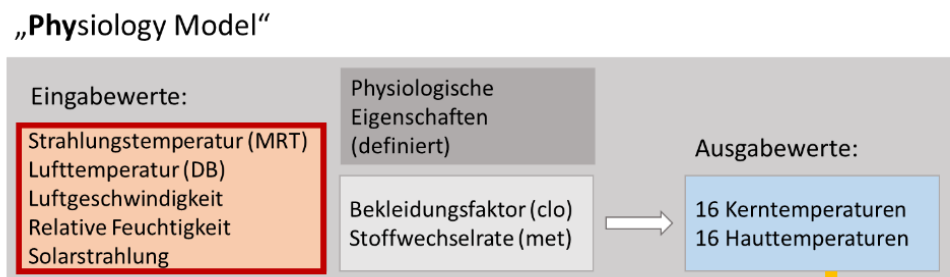 „Physiology Model“
Eingabewerte:
Strahlungstemperatur (MRT)
Lufttemperatur (DB)
Luftgeschwindigkeit
Relative Feuchtigkeit
Solarstrahlung
Physiologische
Eigenschaften
(definiert)
Bekleidungsfaktor (clo)
Stoffwechselrate (met)
Ausgabewerte:
16 Kerntemperaturen
16 Hauttemperaturen